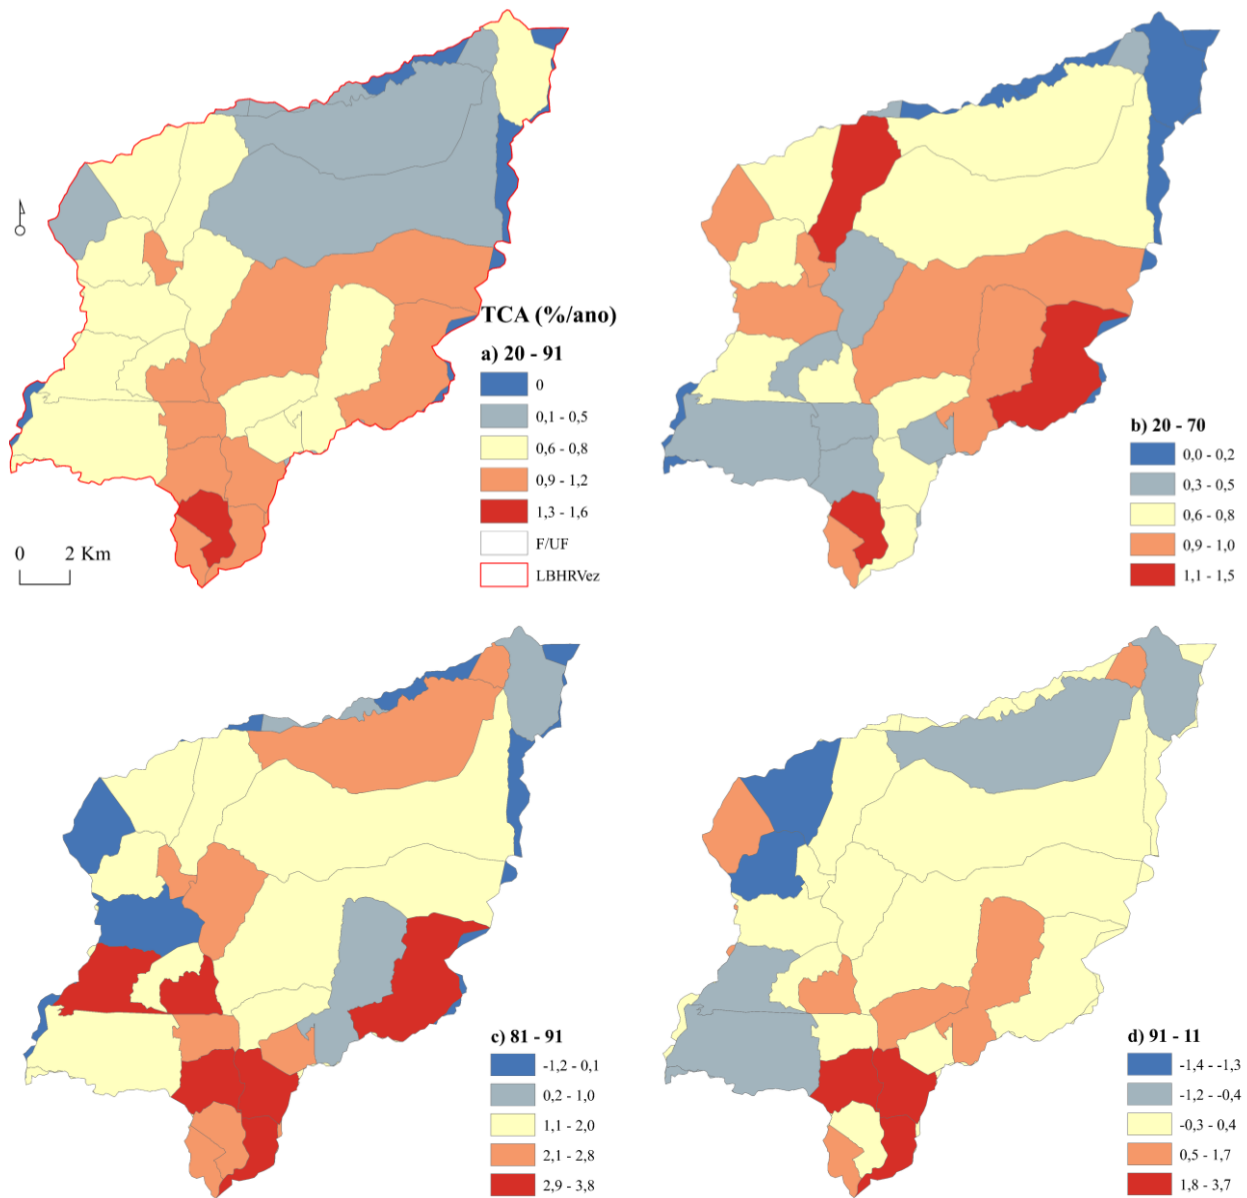 TCA (%/ano)
a) 20 - 91
0
0,1 - 0,5
0,6 - 0,8
0,9 - 1,2
1,3 - 1,6
F/UF
LBHRVez
0 2 Km
b) 20 - 70
0,0 - 0,2
0,3 - 0,5
0,6 - 0,8
0,9 - 1,0
1,1 - 1,5
c) 81 - 91
-1,2 - 0,1
0,2 - 1,0
1,1 - 2,0
2,1 - 2,8
2,9 - 3,8
d) 91 - 11
-1,4 - -1,3
-1,2 - -0,4
-0,3 - 0,4
0,5 - 1,7
1,8 - 3,7